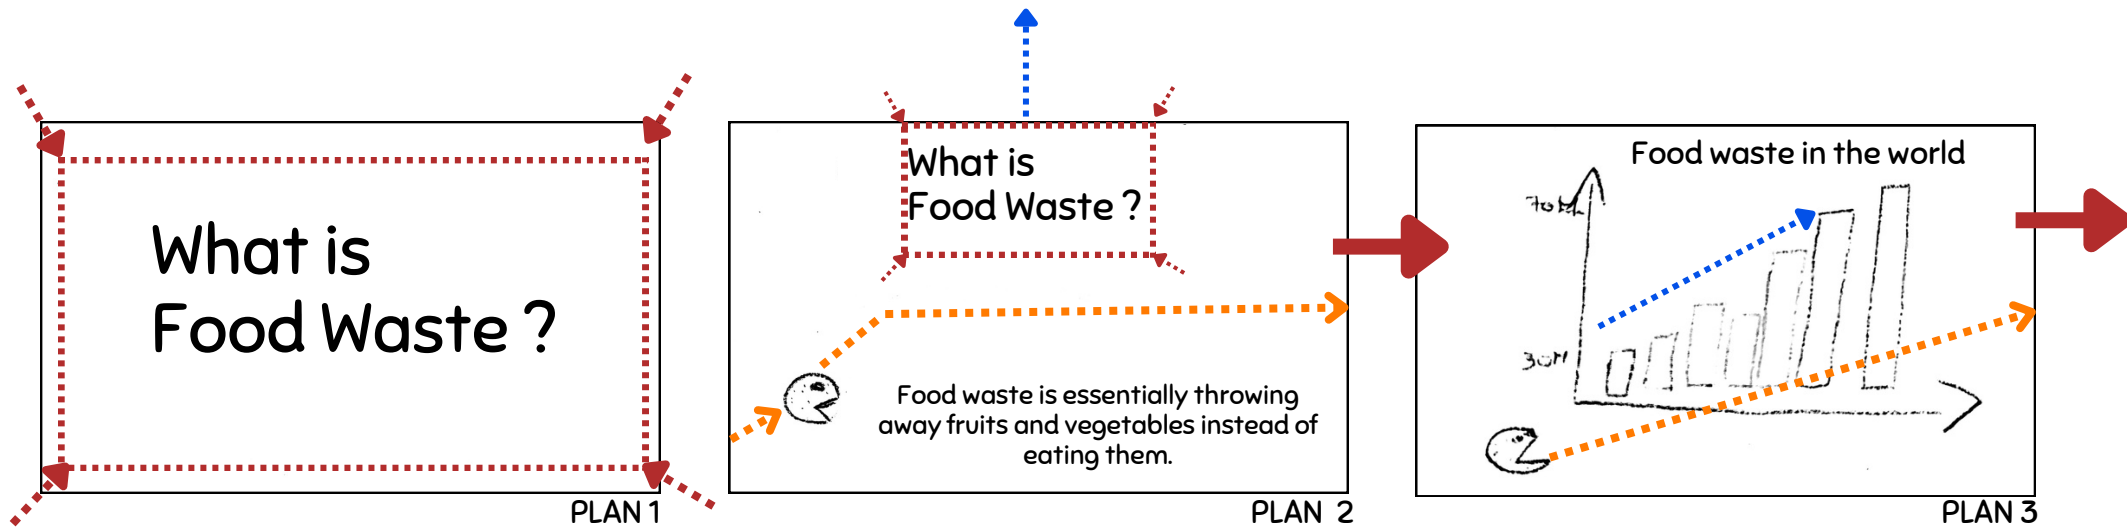 What is
Food Waste ?
PLAN 1
What is
Food Waste ?
Food waste is essentially throwing
away fruits and vegetables instead of
eating them.
PLAN 2
Food waste in the world
30M
PLAN 3